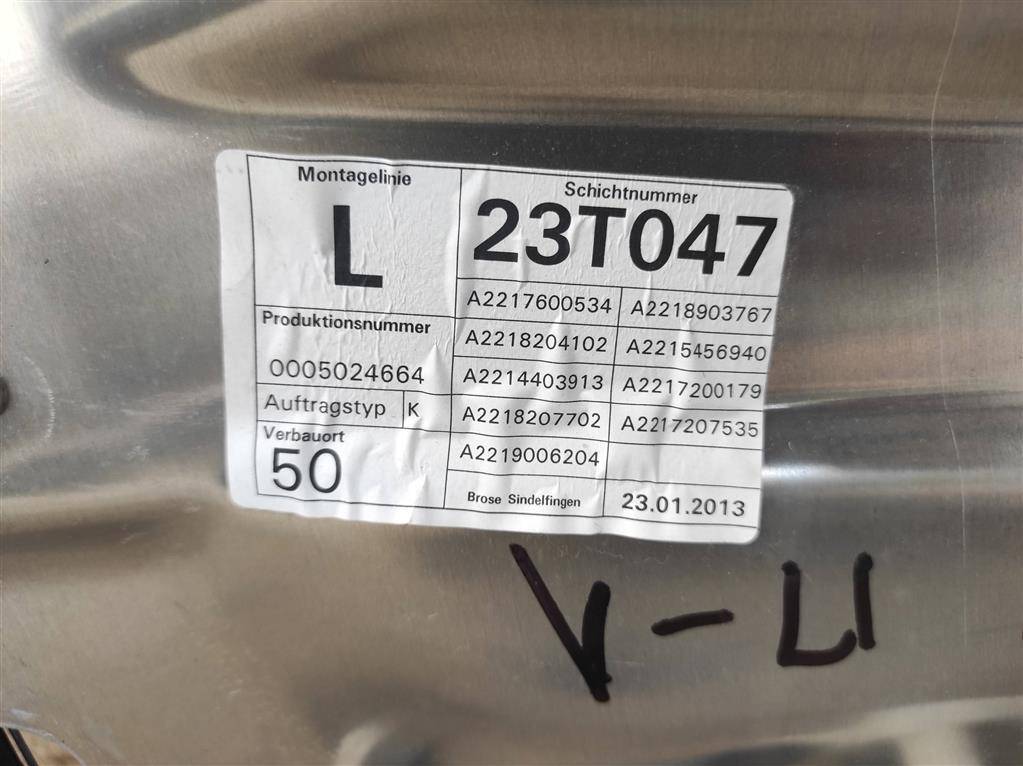 Montagelinie
L
Schichtnummer
23T047
A2217600534 A2218903767
A2218204102 A2215456940
A2214403913 A2217200179
A2218207702 A2217207535
A2219006204
Brose Sindelfingen 23.01.2013
Produktionsnummer
0005024664
Auftragstyp K
Verbauort
50
V-LI